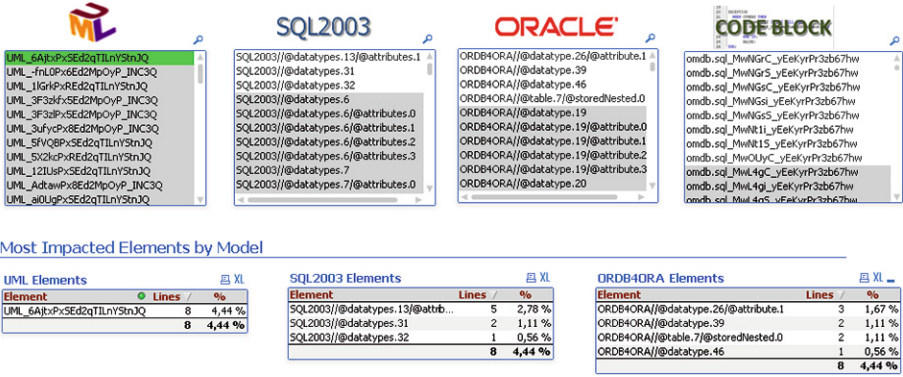 UML
SQL2003
ORACLE
CODE BLOCK
UML_6AjtxPxSEd2qTILnYStnJQ
UML_-fnL0Px6Ed2MpOyP_INC3Q
UML_1lGrkPxREd2qTILnYStnJQ
UML_3F3zkfx5Ed2MpOyP_INC3Q
UML_3F3zlPx5Ed2MpOyP_INC3Q
UML_3ufycPx8Ed2MpOyP_INC3Q
UML_5fVQBPxSEd2qTILnYStnJQ
UML_5X2kcPxREd2qTILnYStnJQ
UML_12IUsPxSEd2qTILnYStnJQ
UML_AdtawPx8Ed2MpOyP_INC3Q
UML_ai0UgPxSEd2qTILnYStnJQ
SQL2003//@datatypes.13/@attributes.1
SQL2003//@datatypes.31
SQL2003//@datatypes.32
SQL2003//@datatypes.6
SQL2003//@datatypes.6/@attributes.0
SQL2003//@datatypes.6/@attributes.1
SQL2003//@datatypes.6/@attributes.2
SQL2003//@datatypes.6/@attributes.3
SQL2003//@datatypes.7
SQL2003//@datatypes.7/@attributes.0
ORDB4ORA//@datatype.26/@attribute.1
ORDB4ORA//@datatype.39
ORDB4ORA//@datatype.46
ORDB4ORA//@table.7/@storedNested.0
ORDB4ORA//@datatype.19
ORDB4ORA//@datatype.19/@attribute.0
ORDB4ORA//@datatype.19/@attribute.1
ORDB4ORA//@datatype.19/@attribute.2
ORDB4ORA//@datatype.19/@attribute.3
ORDB4ORA//@datatype.20
omdb.sql_MwNGrC_yEeKyrPr3zb67hw
omdb.sql_MwNGrS_yEeKyrPr3zb67hw
omdb.sql_MwNGsC_yEeKyrPr3zb67hw
omdb.sql_MwNGsi_yEeKyrPr3zb67hw
omdb.sql_MwNGsS_yEeKyrPr3zb67hw
omdb.sql_MwNt1i_yEeKyrPr3zb67hw
omdb.sql_MwNt1S_yEeKyrPr3zb67hw
omdb.sql_MwOUyC_yEeKyrPr3zb67hw
omdb.sql_MwL4gC_yEeKyrPr3zb67hw
omdb.sql_MwL4gi_yEeKyrPr3zb67hw
omdb.sql_MwL4gS_yEeKyrPr3zb67hw
Most Impacted Elements by Model
UML Elements XL
Element Lines %
UML_6AjtxPxSEd2qTILnYStnJQ 8 4,44 %
8 4,44 %
SQL2003 Elements XL
Element Lines %
SQL2003//@datatypes.13/@attrib... 5 2,78 %
SQL2003//@datatypes.31 2 1,11 %
SQL2003//@datatypes.32 1 0,56 %
8 4,44 %
ORDB4ORA Elements XL
Element Lines %
ORDB4ORA//@datatype.26/@attribute.1 3 1,67 %
ORDB4ORA//@datatype.39 2 1,11 %
ORDB4ORA//@table.7/@storedNested.0 2 1,11 %
ORDB4ORA//@datatype.46 1 0,56 %
8 4,44 %